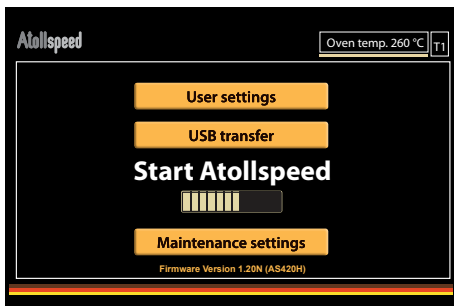 Atollspeed
Oven temp. 260 °C
T1
User settings
USB transfer
Start Atollspeed
Maintenance settings
Firmware Version 1.20N (AS420H)